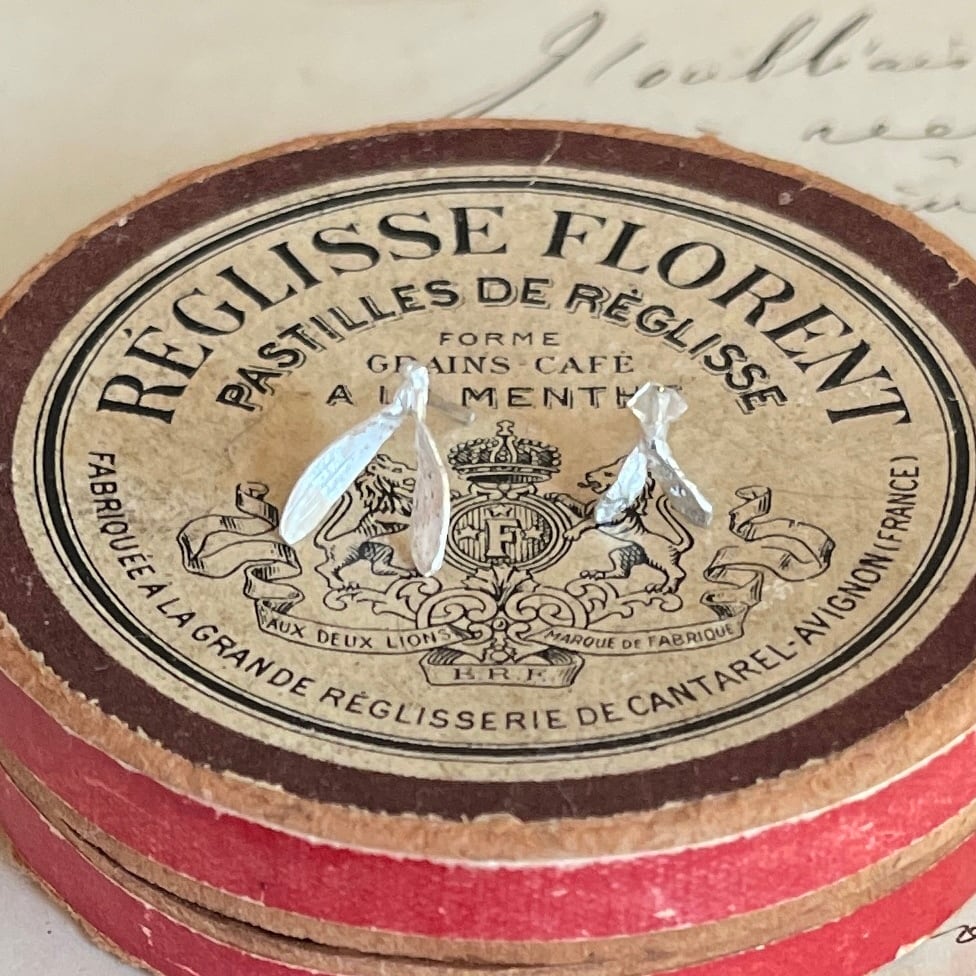 RÉGLISSE FLORENT
PASTILLES DE RÉGLISSE
FORME
GRAINS-CAFÉ
A LA MENTHE
F
AUX DEUX LIONS
MARQUE DE FABRIQUE
FABRIQUÉE À LA GRANDE RÉGLISSERIE DE CANTAREL-AVIGNON (FRANCE)